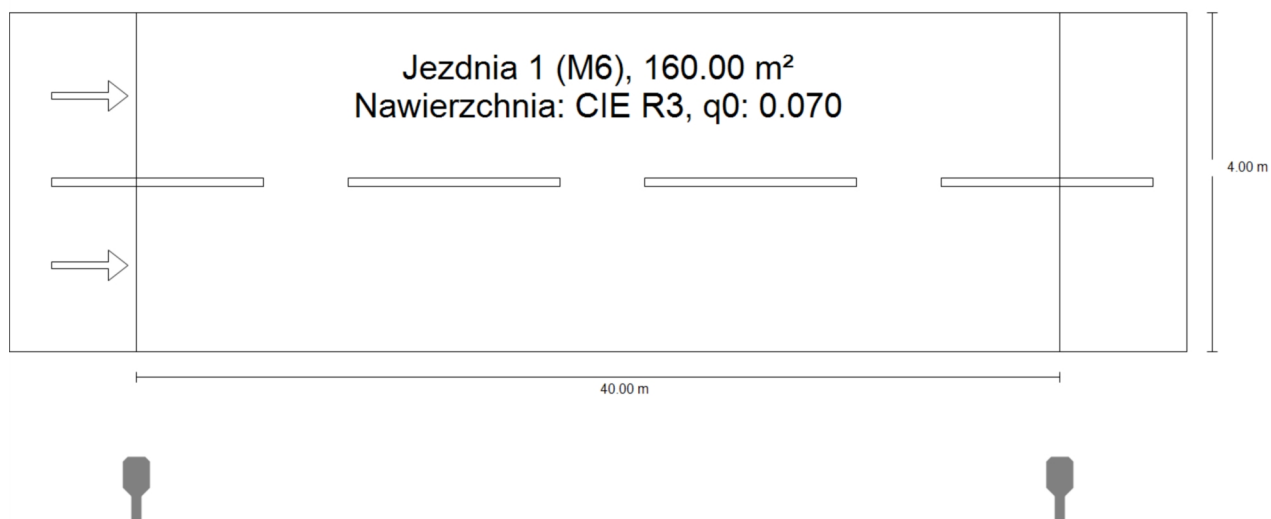 Jezdnia 1 (M6), 160.00 m²
Nawierzchnia: CIE R3, q0: 0.070
4.00 m
40.00 m